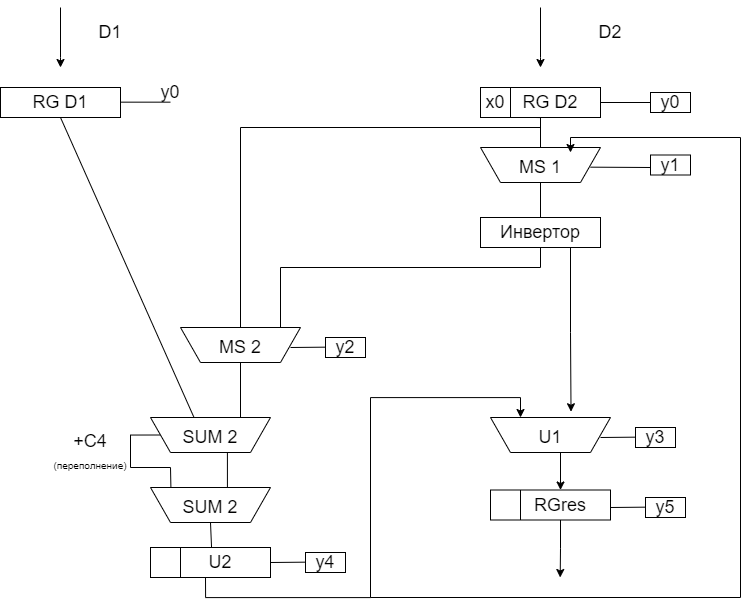 D1
D2
RG D1
y0
x0
RG D2
y0
MS 1
y1
Инвертор
MS 2
y2
SUM 2
+C4
(переполнение)
U1
y3
SUM 2
RGres
y5
U2
y4